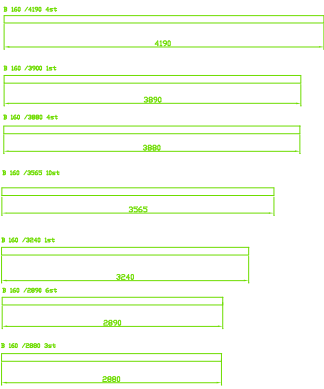 B 160 /4190 4st
4190
B 160 /3900 1st
3890
B 160 /3880 4st
3880
B 160 /3565 10st
3565
B 160 /3240 1st
3240
B 160 /2890 6st
2890
B 160 /2880 3st
2880